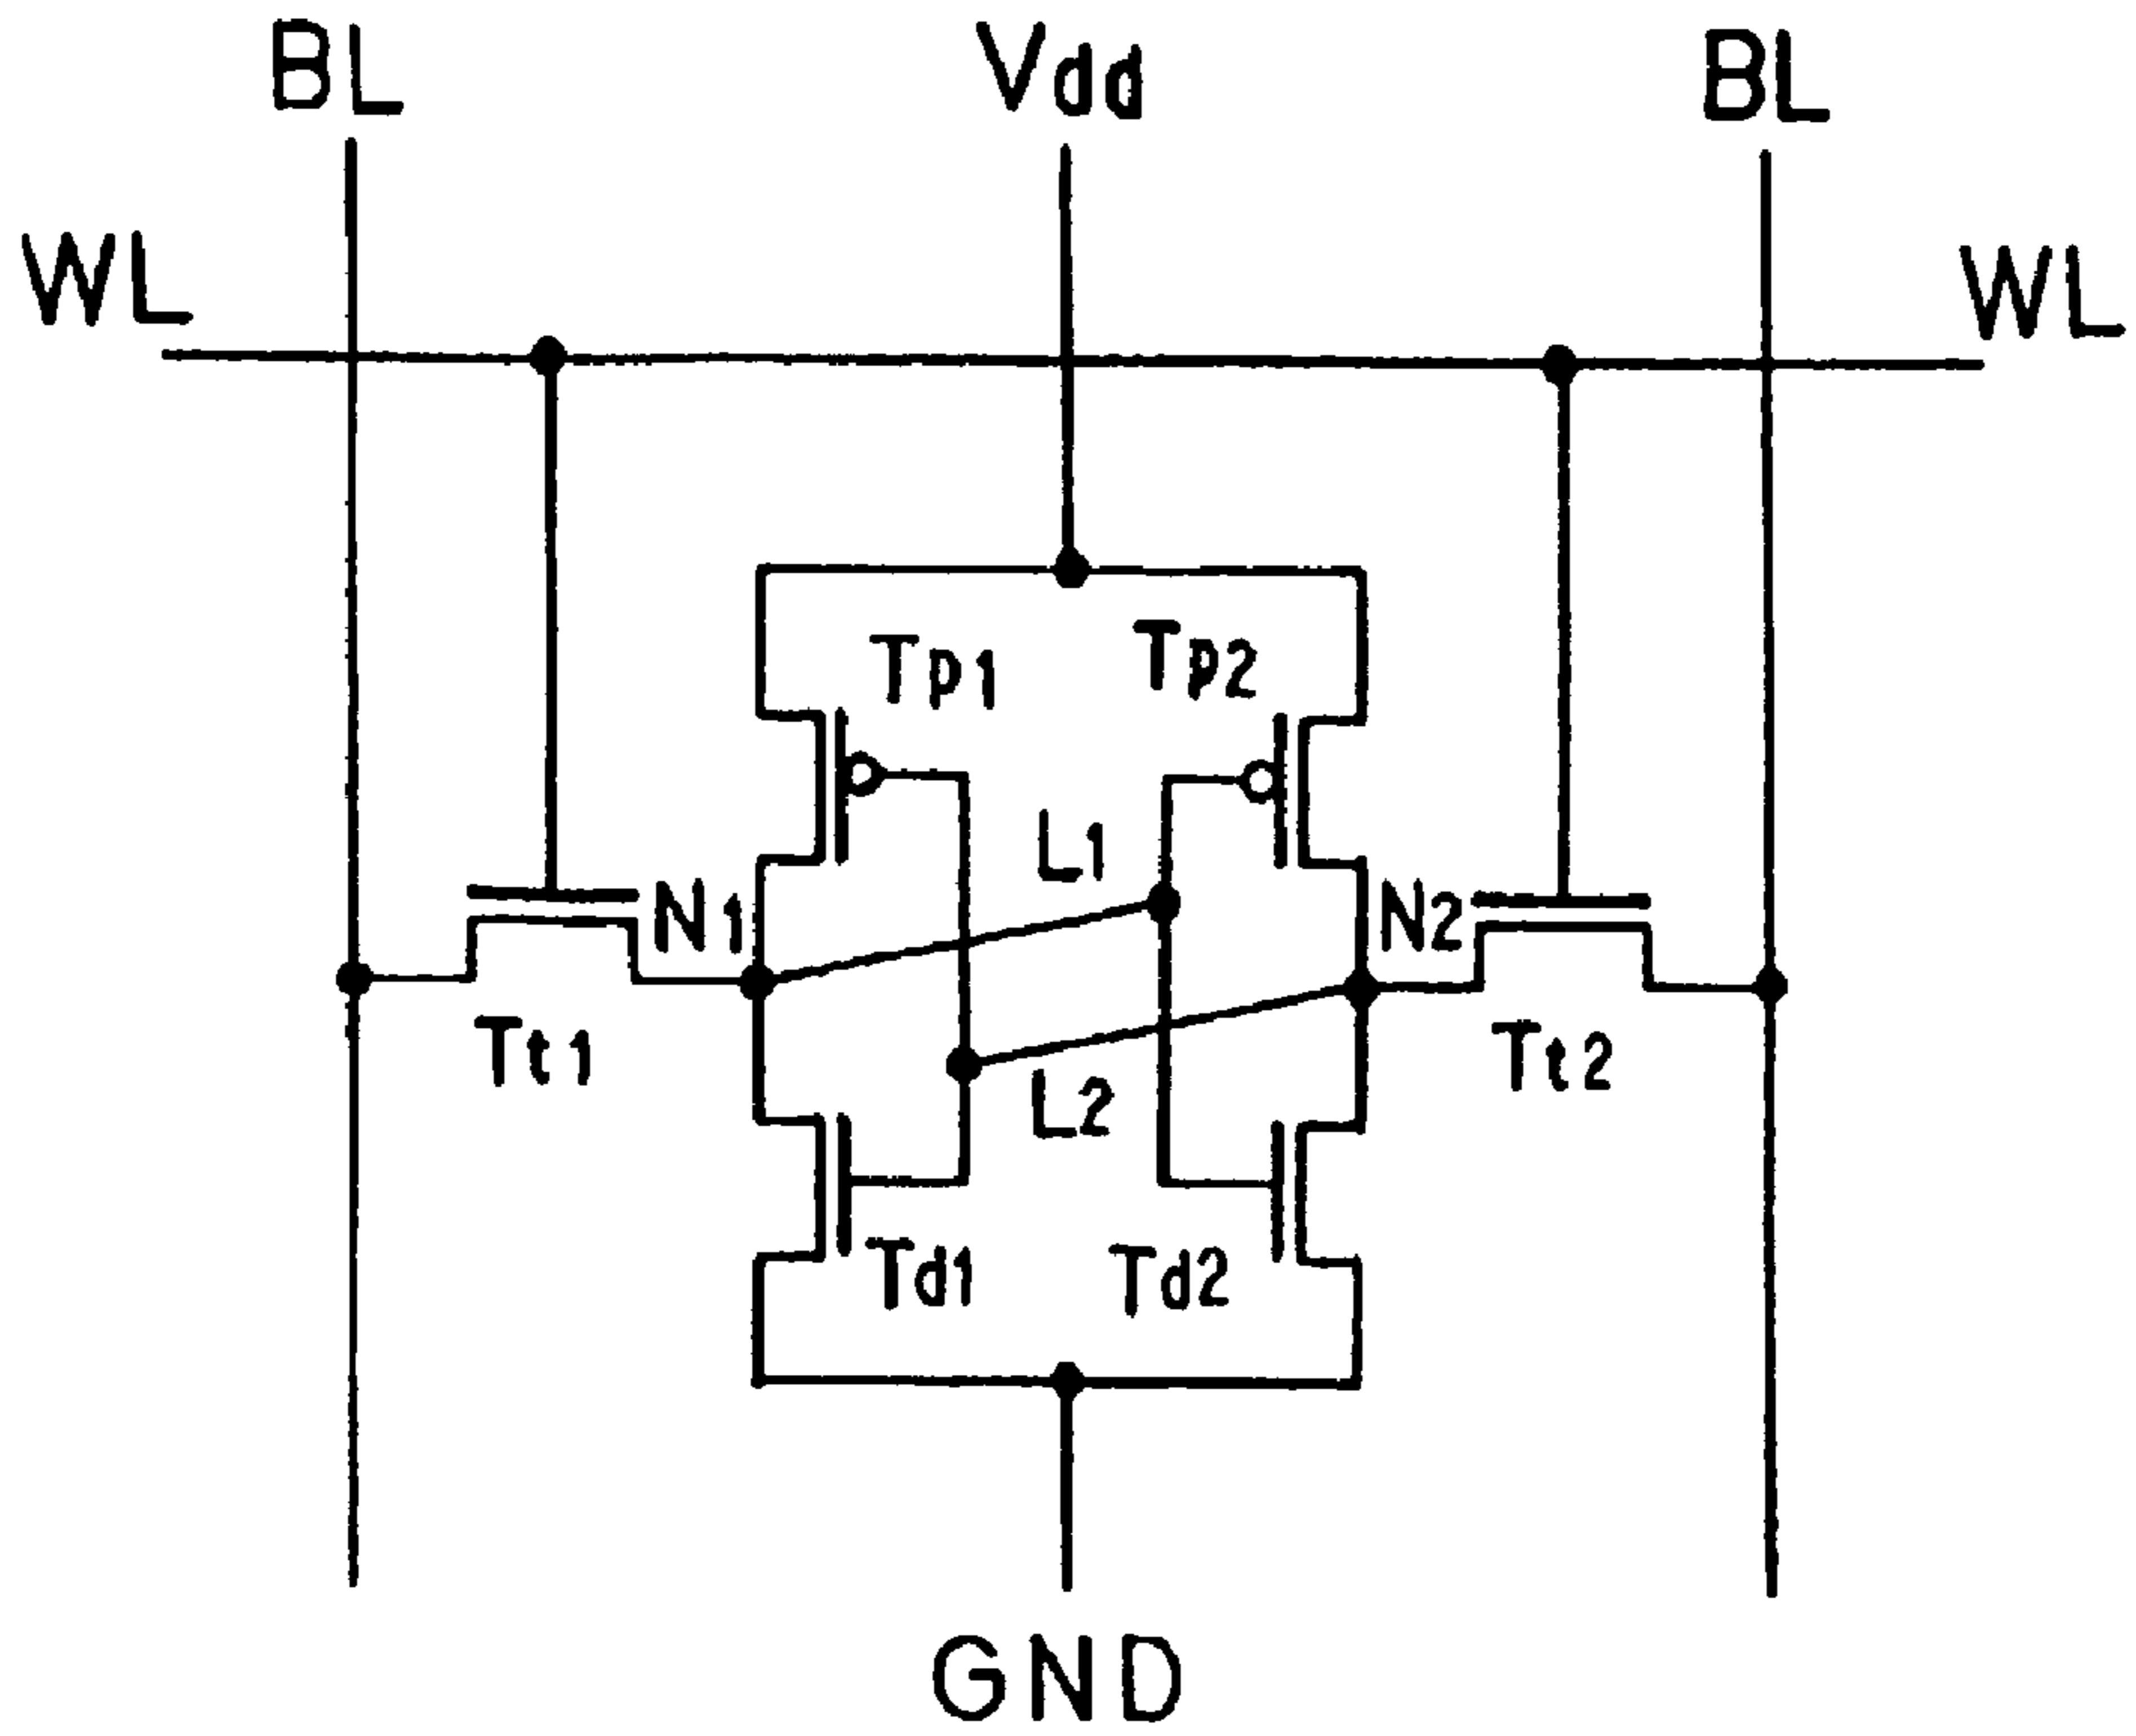 BL Vdd BL
WL WL
Tp1 Tp2
L1
N1 N2
Tt1 Tt2
L2
Td1 Td2
GND